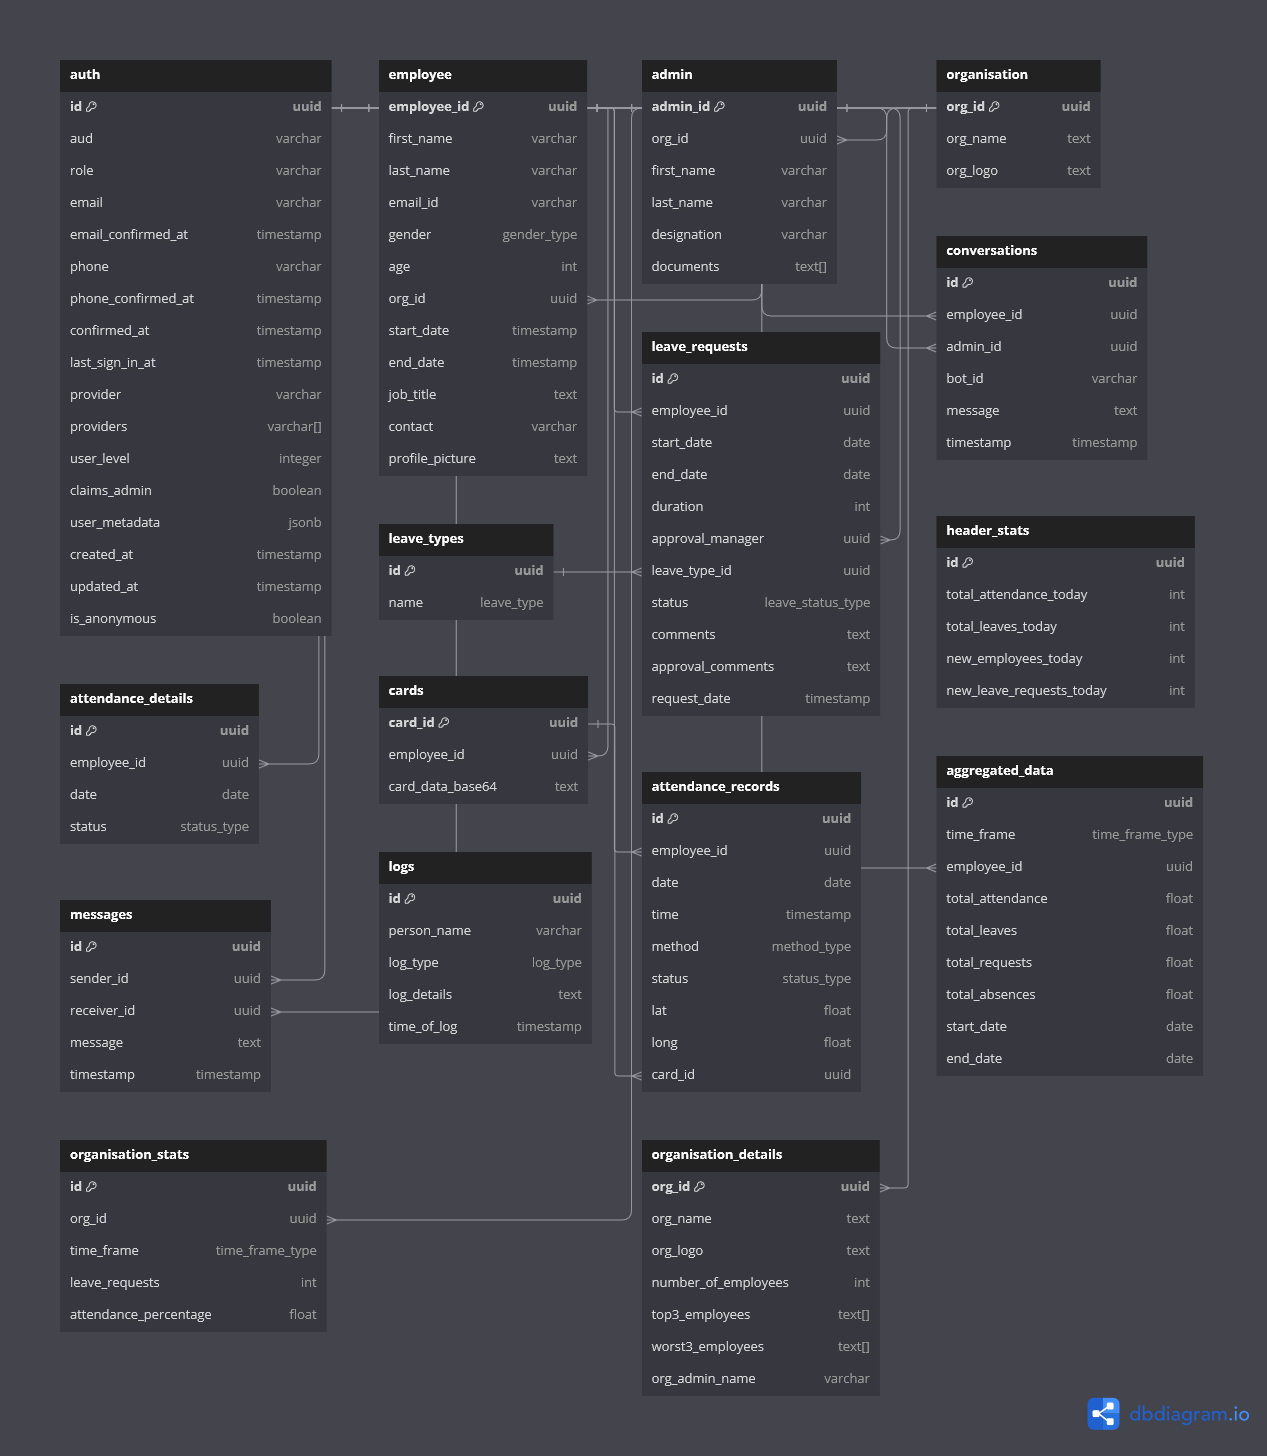 auth
id uuid
aud varchar
role varchar
email varchar
email_confirmed_at timestamp
phone varchar
phone_confirmed_at timestamp
confirmed_at timestamp
last_sign_in_at timestamp
provider varchar
providers varchar[]
user_level integer
claims_admin boolean
user_metadata jsonb
created_at timestamp
updated_at timestamp
is_anonymous boolean
employee
employee_id uuid
first_name varchar
last_name varchar
email_id varchar
gender gender_type
age int
org_id uuid
start_date timestamp
end_date timestamp
job_title text
contact varchar
profile_picture text
admin
admin_id uuid
org_id uuid
first_name varchar
last_name varchar
designation varchar
documents text[]
organisation
org_id uuid
org_name text
org_logo text
conversations
id uuid
employee_id uuid
admin_id uuid
bot_id varchar
message text
timestamp timestamp
leave_requests
id uuid
employee_id uuid
start_date date
end_date date
duration int
approval_manager uuid
leave_type_id uuid
status leave_status_type
comments text
approval_comments text
request_date timestamp
leave_types
id uuid
name leave_type
header_stats
id uuid
total_attendance_today int
total_leaves_today int
new_employees_today int
new_leave_requests_today int
attendance_details
id uuid
employee_id uuid
date date
status status_type
cards
card_id uuid
employee_id uuid
card_data_base64 text
attendance_records
id uuid
employee_id uuid
date date
time timestamp
method method_type
status status_type
lat float
long float
card_id uuid
aggregated_data
id uuid
time_frame time_frame_type
employee_id uuid
total_attendance float
total_leaves float
total_requests float
total_absences float
start_date date
end_date date
messages
id uuid
sender_id uuid
receiver_id uuid
message text
timestamp timestamp
logs
id uuid
person_name varchar
log_type log_type
log_details text
time_of_log timestamp
organisation_stats
id uuid
org_id uuid
time_frame time_frame_type
leave_requests int
attendance_percentage float
organisation_details
org_id uuid
org_name text
org_logo text
number_of_employees int
top3_employees text[]
worst3_employees text[]
org_admin_name varchar
dbdiagram.io